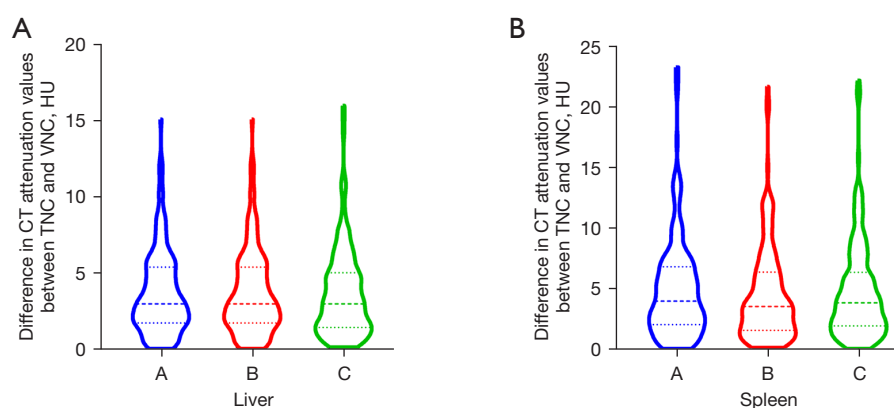 A
Difference in CT attenuation values
between TNC and VNC, HU
20
15
10
5
0
A B C
Liver
B
Difference in CT attenuation values
between TNC and VNC, HU
25
20
15
10
5
0
A B C
Spleen